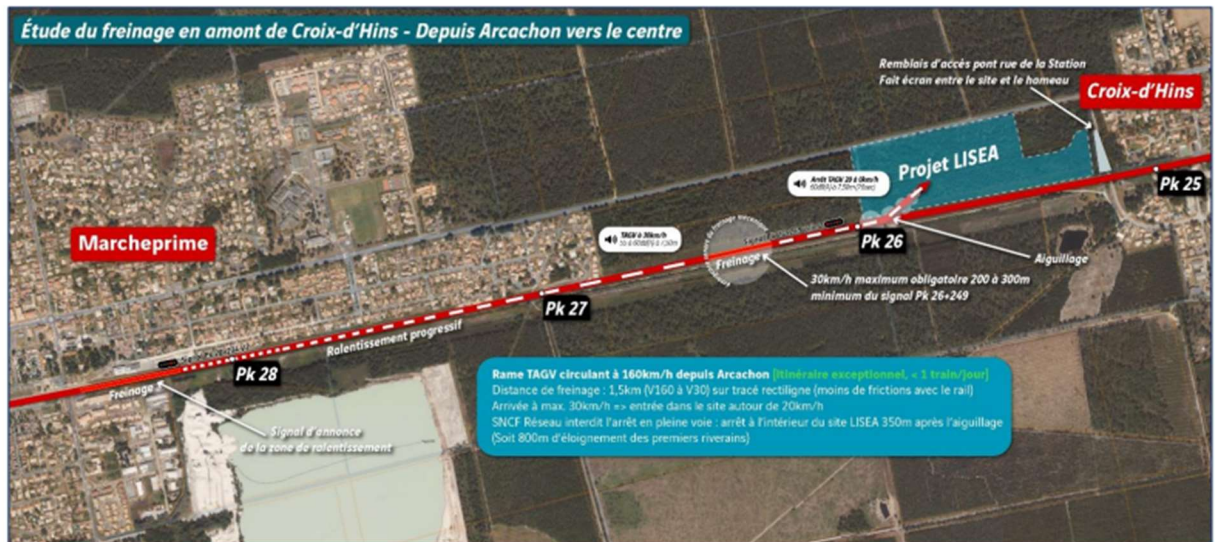 Étude du freinage en amont de Croix-d'Hins - Depuis Arcachon vers le centre
Remblais d'accès pont rue de la Station
Fait écran entre le site et le hameau
Croix-d'Hins
Projet LISEA
Arrêt TAGV 20 à 0km/h
Pk 25
Marcheprime
TAGV à 30km/h
Pk 26
Aiguillage
Freinage
30km/h maximum obligatoire 200 à 300m
minimum du signal Pk 26+249
Pk 27
Ralentissement progressif
Pk 28
Freinage
Signal d'annonce
de la zone de ralentissement
Rame TAGV circulant à 160km/h depuis Arcachon [itinéraire exceptionnel, < 1 train/jour]
Distance de freinage : 1,5km (V160 à V30) sur tracé rectiligne (moins de frictions avec le rail)
Arrivée à max. 30km/h => entrée dans le site autour de 20km/h
SNCF Réseau interdit l'arrêt en pleine voie : arrêt à l'intérieur du site LISEA 350m après l'aiguillage
(Soit 800m d'éloignement des premiers riverains)